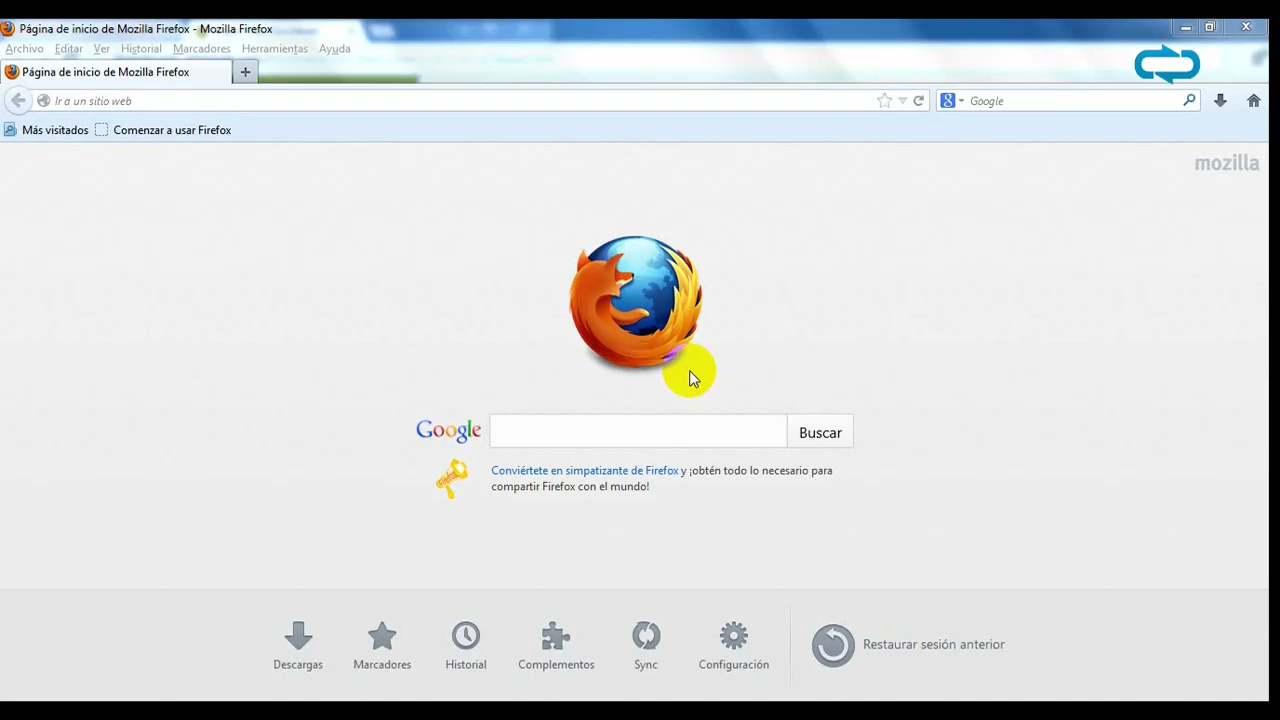 Página de inicio de Mozilla Firefox - Mozilla Firefox
Archivo Editar Ver Historial Marcadores Herramientas Ayuda
Página de inicio de Mozilla Firefox
Ir a un sitio web
Google
Más visitados Comenzar a usar Firefox
mozilla
Google Buscar
Conviértete en simpatizante de Firefox y ¡obtén todo lo necesario para
compartir Firefox con el mundo!
Descargas Marcadores Historial Complementos Sync Configuración Restaurar sesión anterior